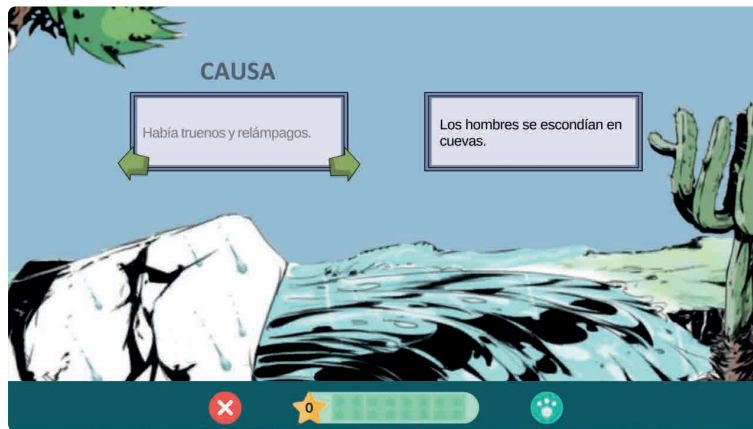 CAUSA
Había truenos y relámpagos.
Los hombres se escondían en
cuevas.
0